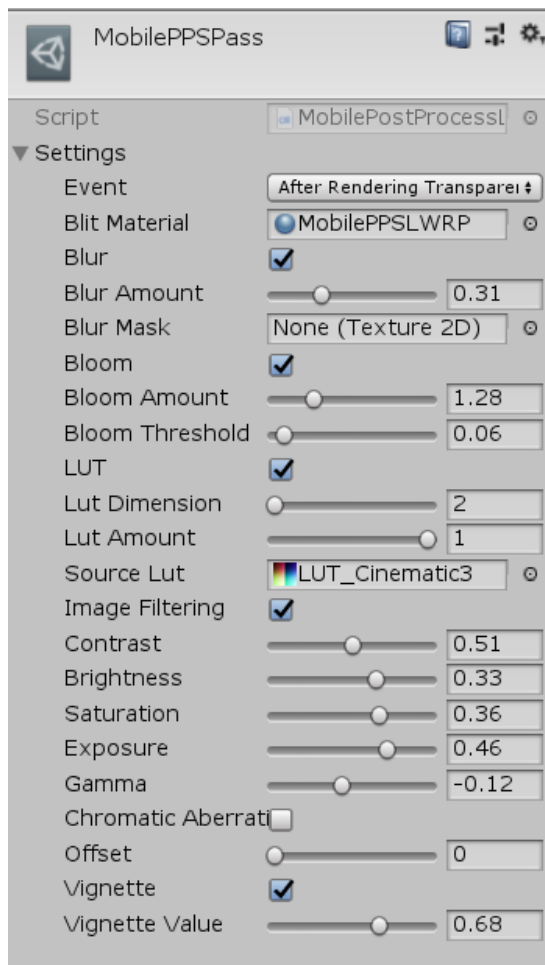 MobilePPSPass
Script MobilePostProcessL
Settings
Event After Rendering Transparei
Blit Material MobilePPSLWRP
Blur
Blur Amount 0.31
Blur Mask None (Texture 2D)
Bloom
Bloom Amount 1.28
Bloom Threshold 0.06
LUT
Lut Dimension 2
Lut Amount 1
Source Lut LUT_Cinematic3
Image Filtering
Contrast 0.51
Brightness 0.33
Saturation 0.36
Exposure 0.46
Gamma -0.12
Chromatic Aberrati
Offset 0
Vignette
Vignette Value 0.68